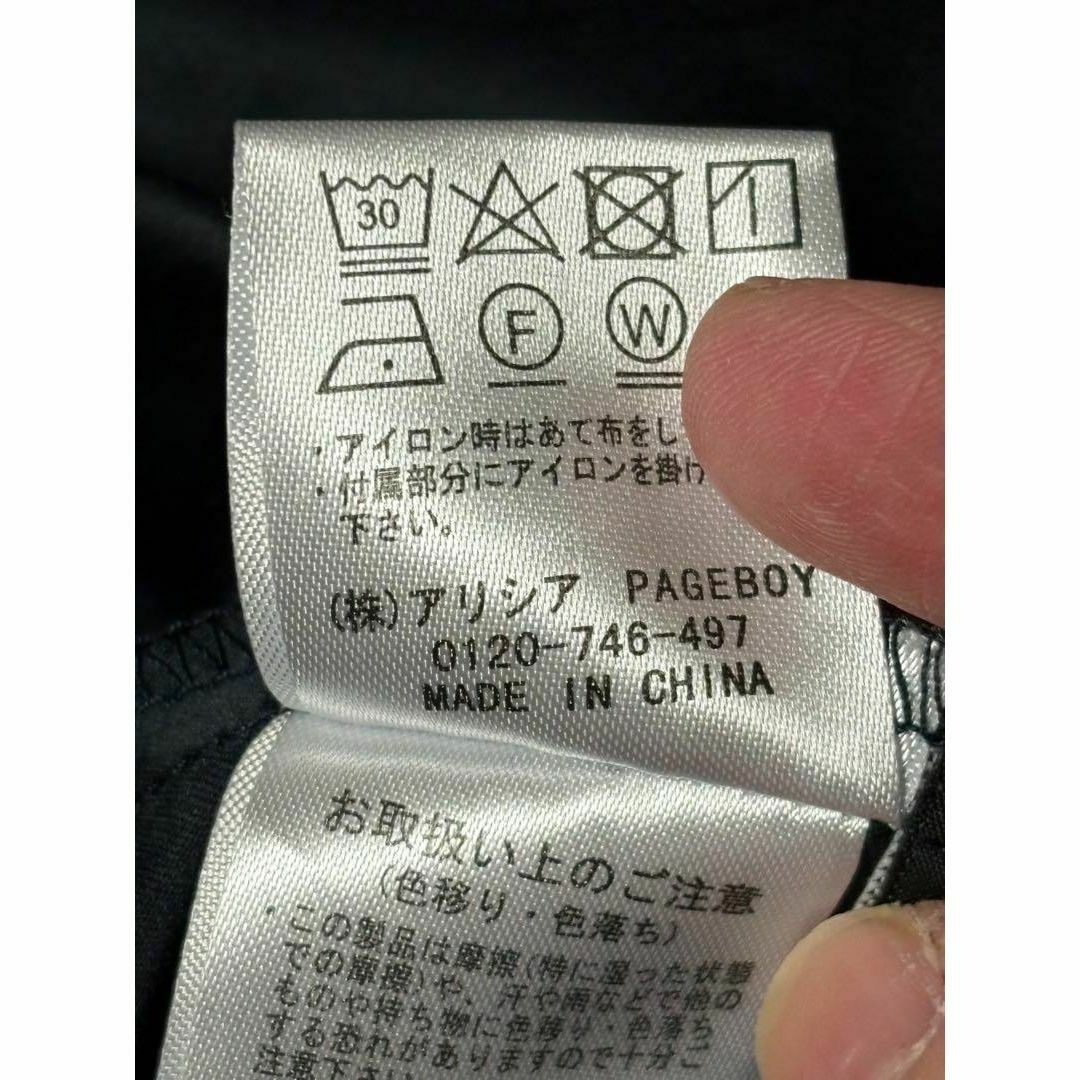 30
F W
・アイロン時はあて布をし
・付属部分にアイロンを掛け
下さい。
(株)アリシア PAGEBOY
0120-746-497
MADE IN CHINA
お取扱い上のご注意
(色移り・色落ち)
・この製品は摩擦(特に湿った状態
での摩擦)や、汗や雨などで他の
ものや持ち物に色移り・色落ち
する恐れがありますので十分ご
注意下さい